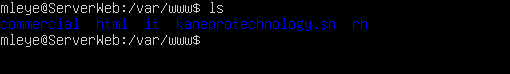 mleye@ServerWeb:/var/www$ ls
commercial html it kaneprotechnology.sn rh
mleye@ServerWeb:/var/www$